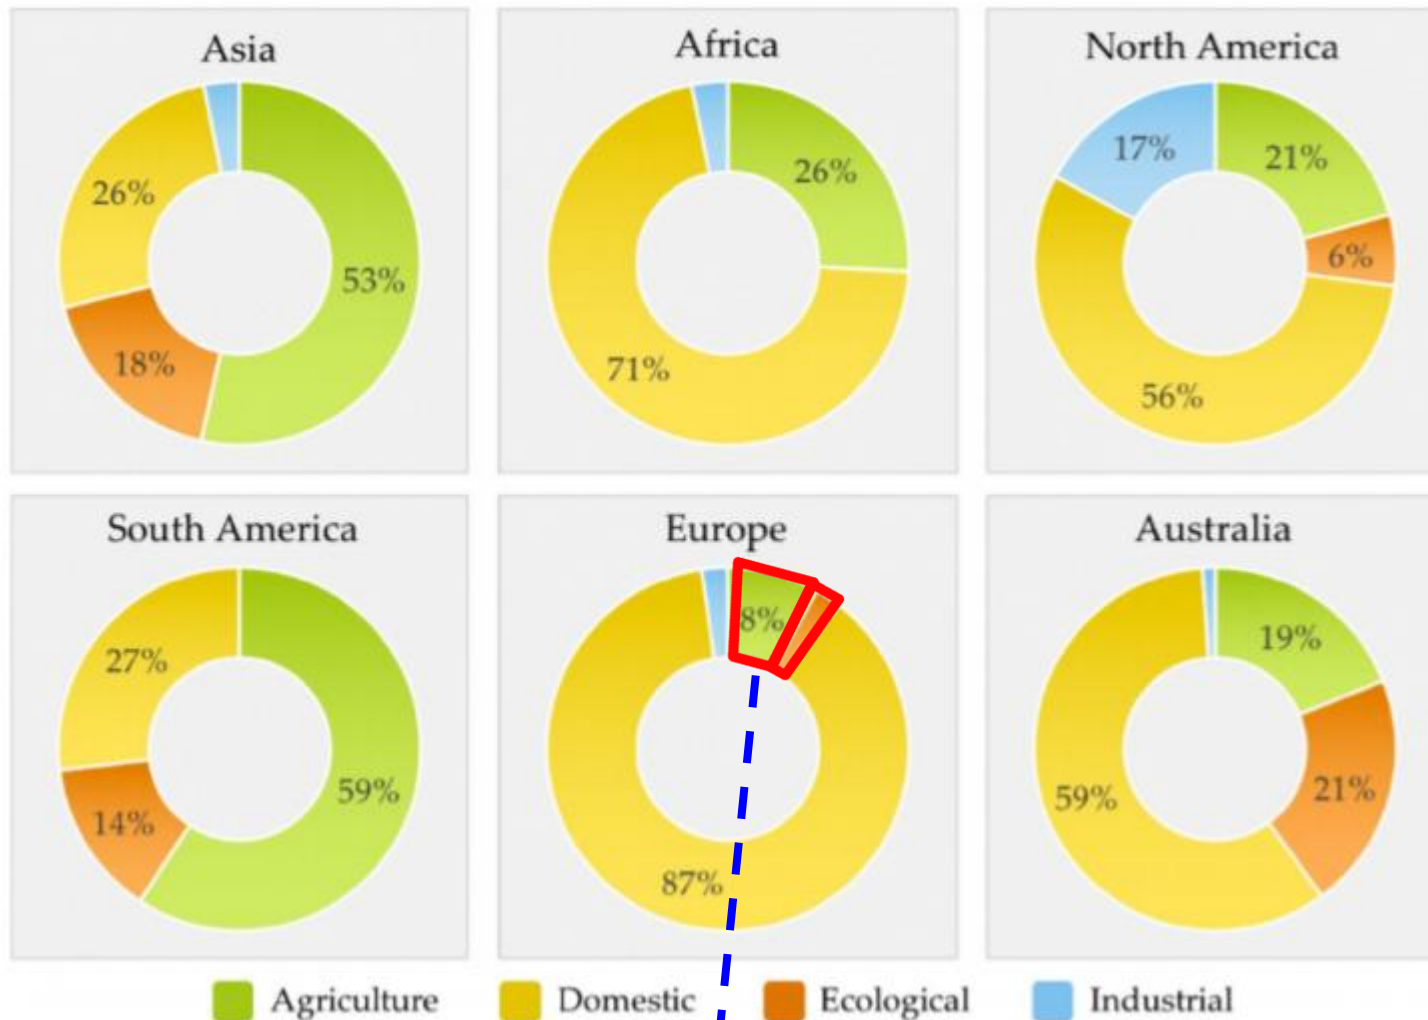 Asia
26%
53%
18%
Africa
26%
71%
North America
17%
21%
6%
56%
South America
27%
59%
14%
Europe
8%
87%
Australia
19%
59%
21%
Agriculture Domestic Ecological Industrial